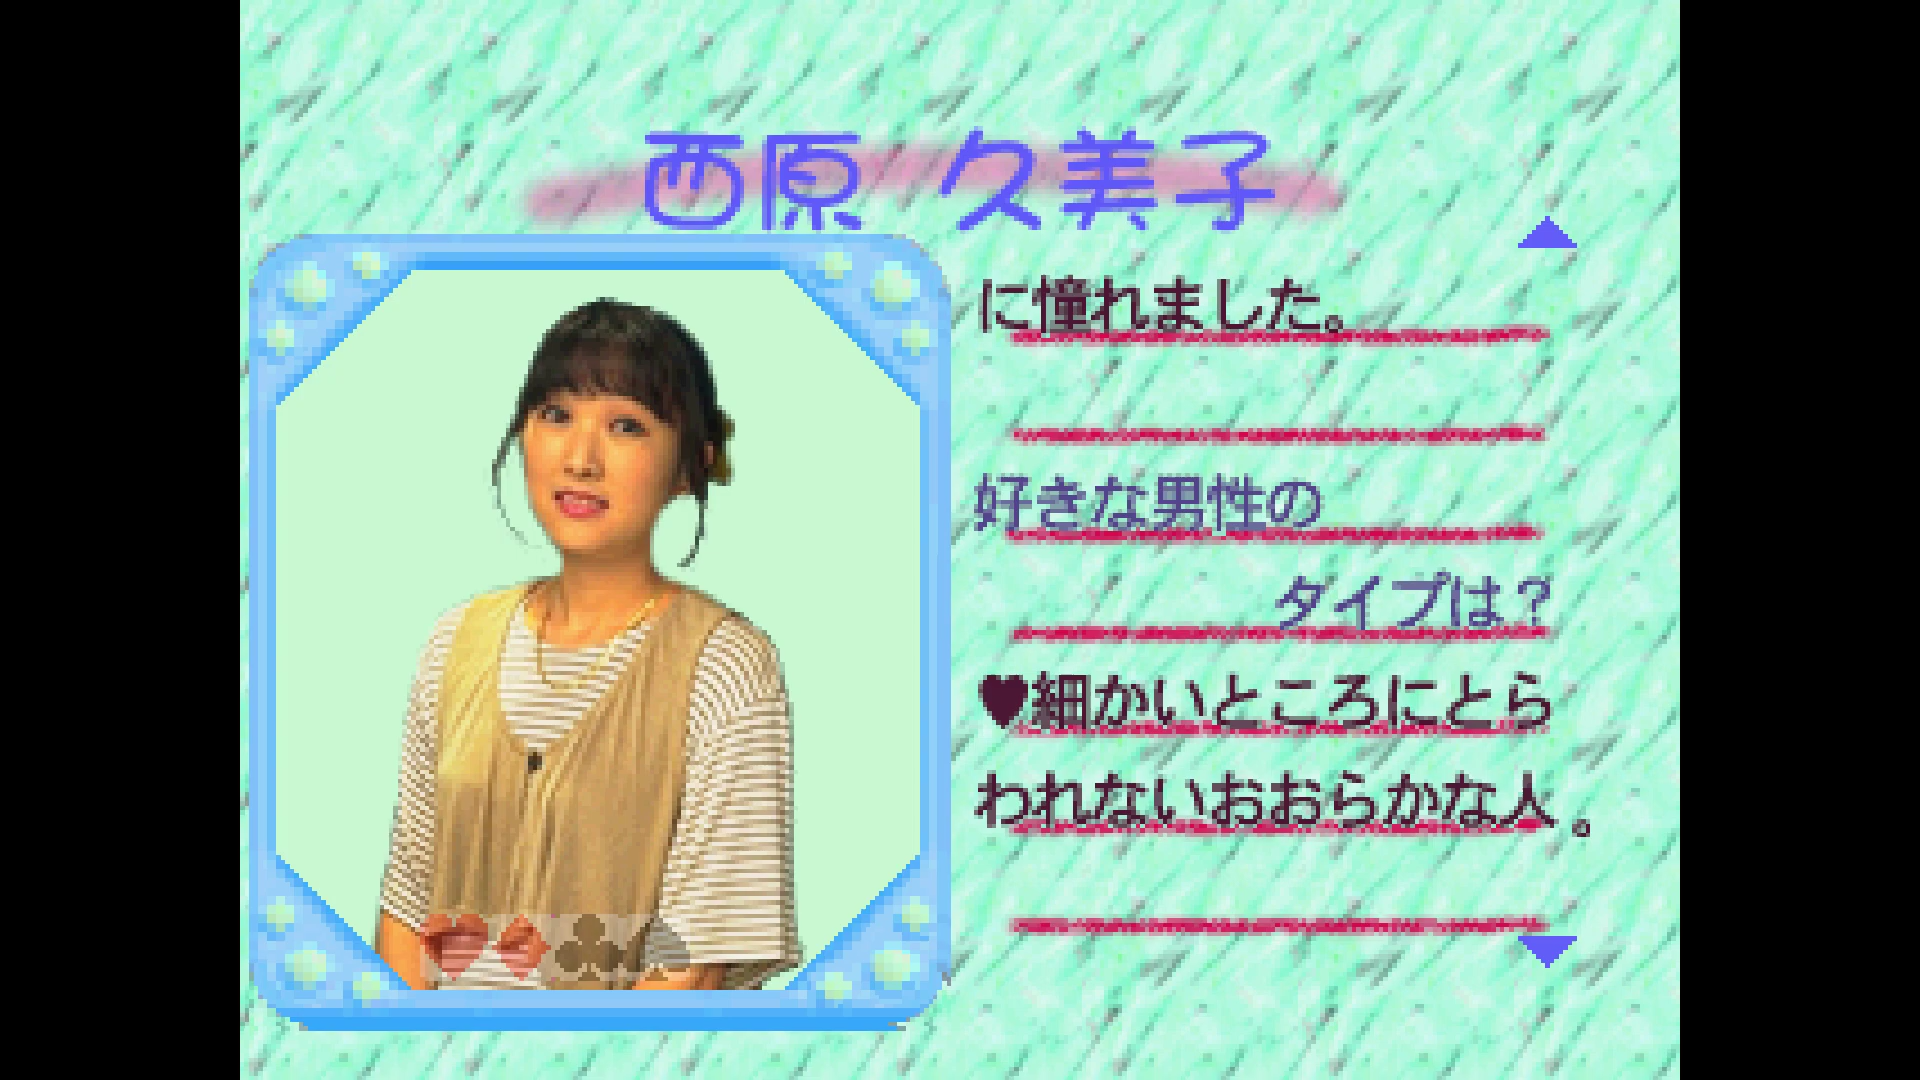 西原 久美子
に憧れました。
好きな男性の
タイプは？
♥細かいところにとら
われないおおらかな人。